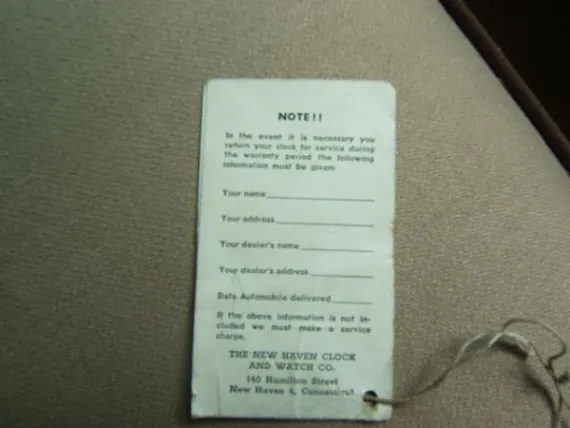 NOTE!!
In the event it is necessary you
return your clock for service during
the warranty period the following
information must be given:
Your name
Your address
Your dealer's name
Your dealer's address
Date Automobile delivered
If the above information is not in-
cluded we must make a service
charge.
THE NEW HAVEN CLOCK
AND WATCH CO.
140 Hamilton Street
New Haven 4, Connecticut